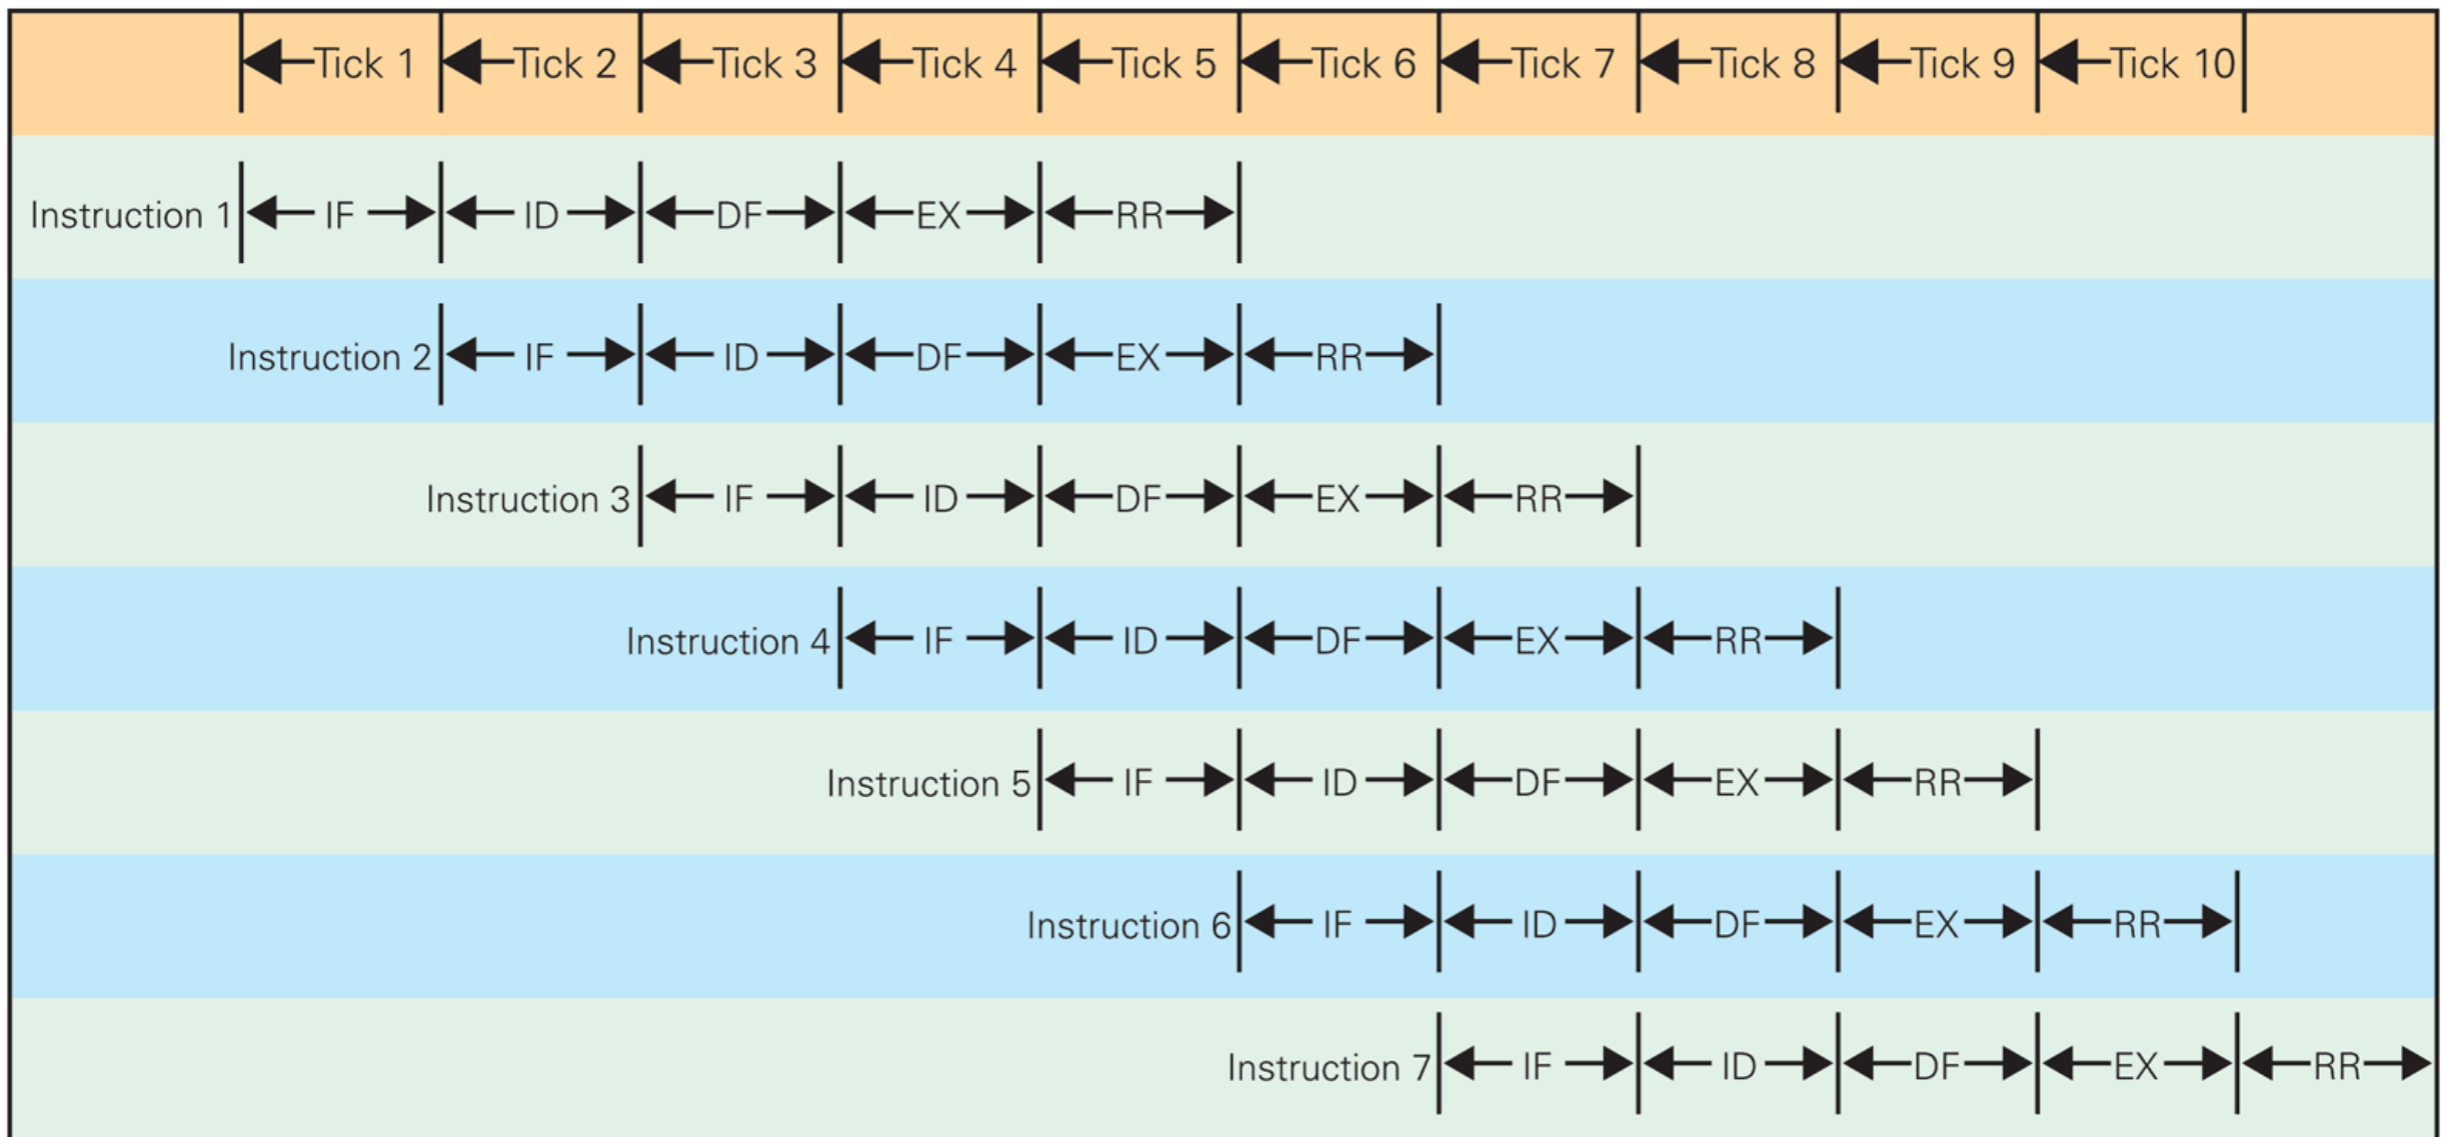 Tick 1 Tick 2 Tick 3 Tick 4 Tick 5 Tick 6 Tick 7 Tick 8 Tick 9 Tick 10
Instruction 1 IF ID DF EX RR
Instruction 2 IF ID DF EX RR
Instruction 3 IF ID DF EX RR
Instruction 4 IF ID DF EX RR
Instruction 5 IF ID DF EX RR
Instruction 6 IF ID DF EX RR
Instruction 7 IF ID DF EX RR